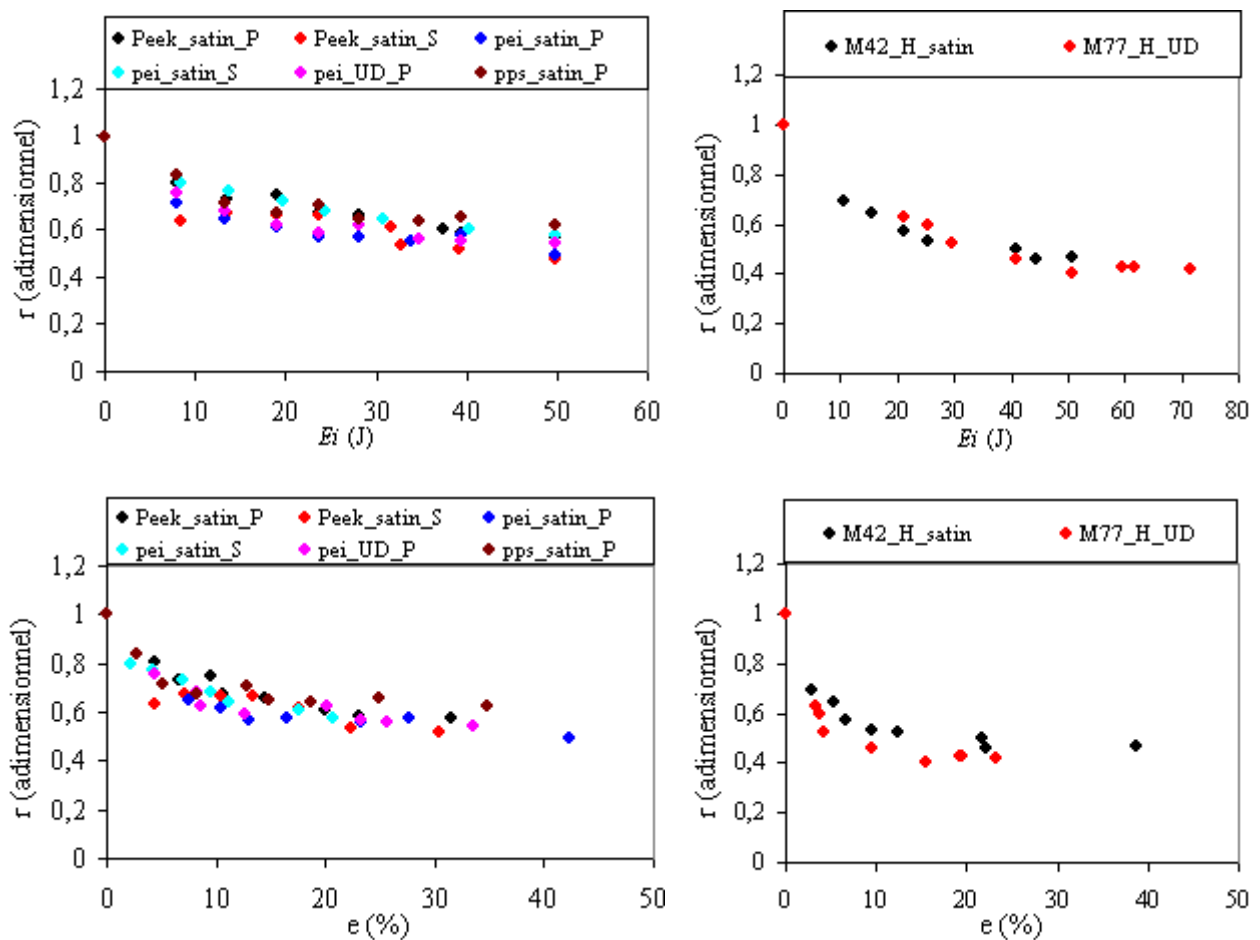 Peek_satin_P Peek_satin_S pei_satin_P
pei_satin_S pei_UD_P pps_satin_P
r (adimensionnel)
1,2
1
0,8
0,6
0,4
0,2
0
0 10 20 30 40 50 60
Ei (J)
M42_H_satin M77_H_UD
r (adimensionnel)
1,2
1
0,8
0,6
0,4
0,2
0
0 10 20 30 40 50 60 70 80
Ei (J)
Peek_satin_P Peek_satin_S pei_satin_P
pei_satin_S pei_UD_P pps_satin_P
r (adimensionnel)
1,2
1
0,8
0,6
0,4
0,2
0
0 10 20 30 40 50
e (%)
M42_H_satin M77_H_UD
r (adimensionnel)
1,2
1
0,8
0,6
0,4
0,2
0
0 10 20 30 40 50
e (%)